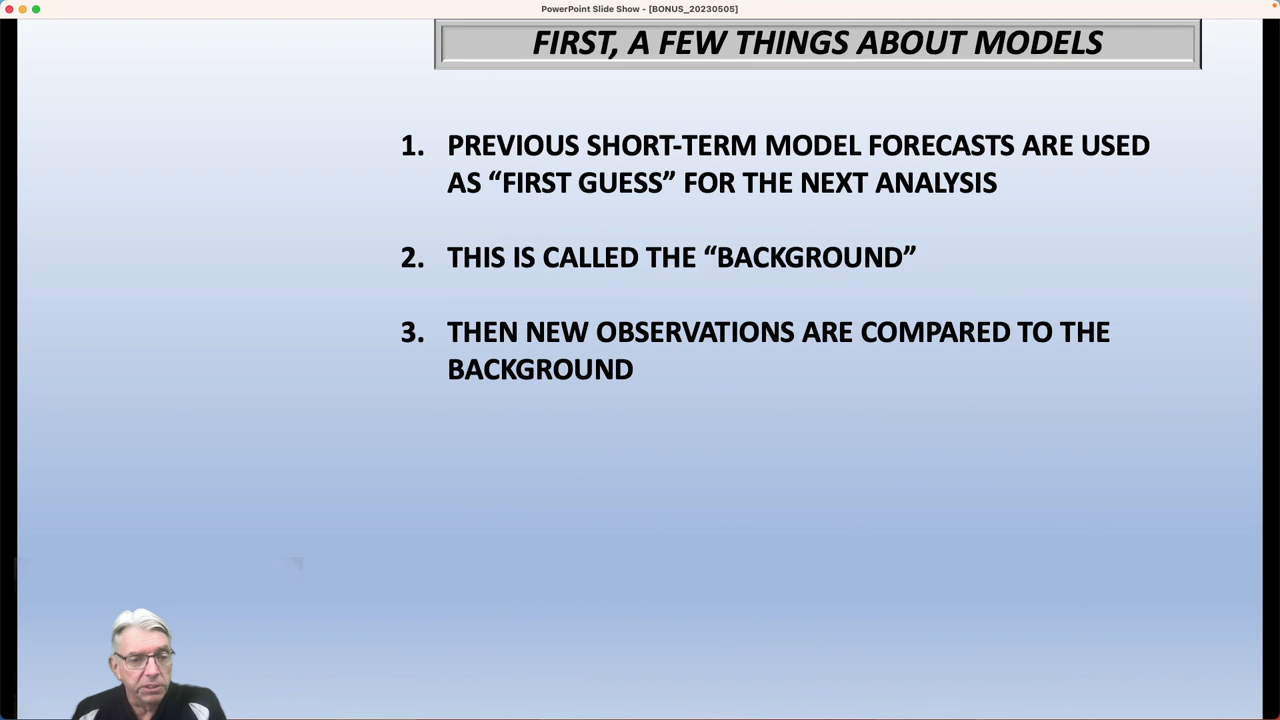 PowerPoint Slide Show - [BONUS_20230505]
FIRST, A FEW THINGS ABOUT MODELS
1. PREVIOUS SHORT-TERM MODEL FORECASTS ARE USED
AS “FIRST GUESS” FOR THE NEXT ANALYSIS
2. THIS IS CALLED THE “BACKGROUND”
3. THEN NEW OBSERVATIONS ARE COMPARED TO THE
BACKGROUND